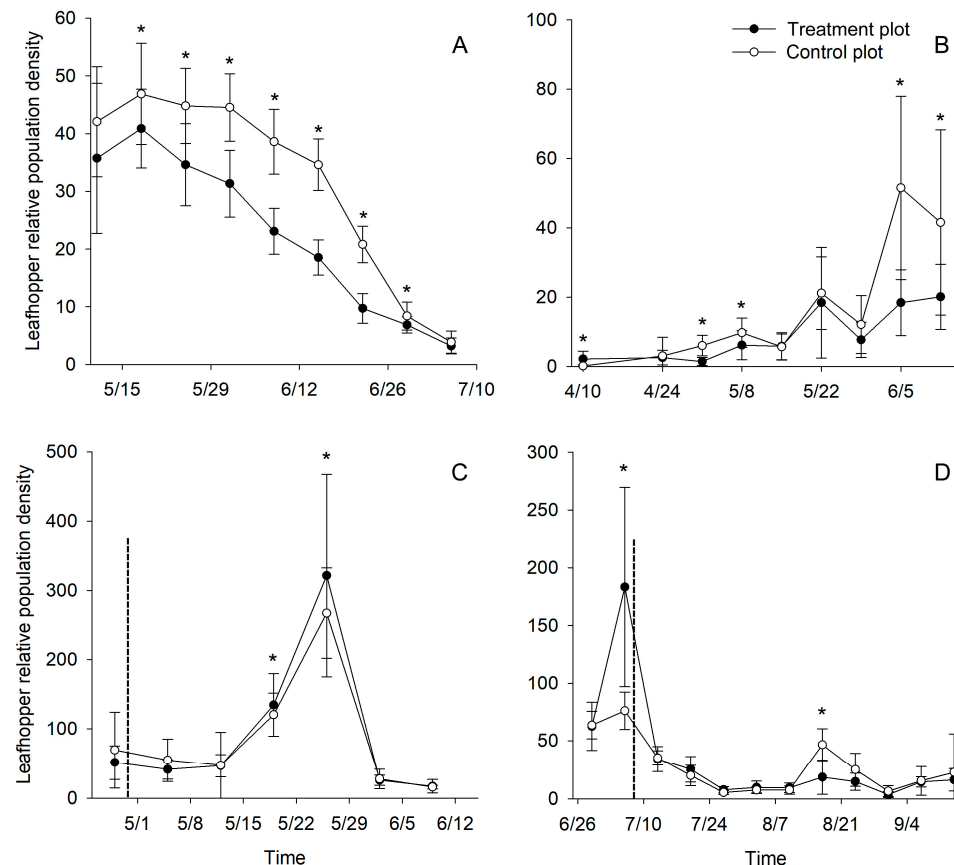 60
50
40
30
20
10
0
Leafhopper relative population density
A
* * * * * * *
5/15 5/29 6/12 6/26 7/10
100
80
60
40
20
0
Treatment plot
Control plot
B
* * * * *
4/10 4/24 5/8 5/22 6/5
500
400
300
200
100
0
Leafhopper relative population density
C
* *
5/1 5/8 5/15 5/22 5/29 6/5 6/12
Time
300
250
200
150
100
50
0
D
* *
6/26 7/10 7/24 8/7 8/21 9/4
Time